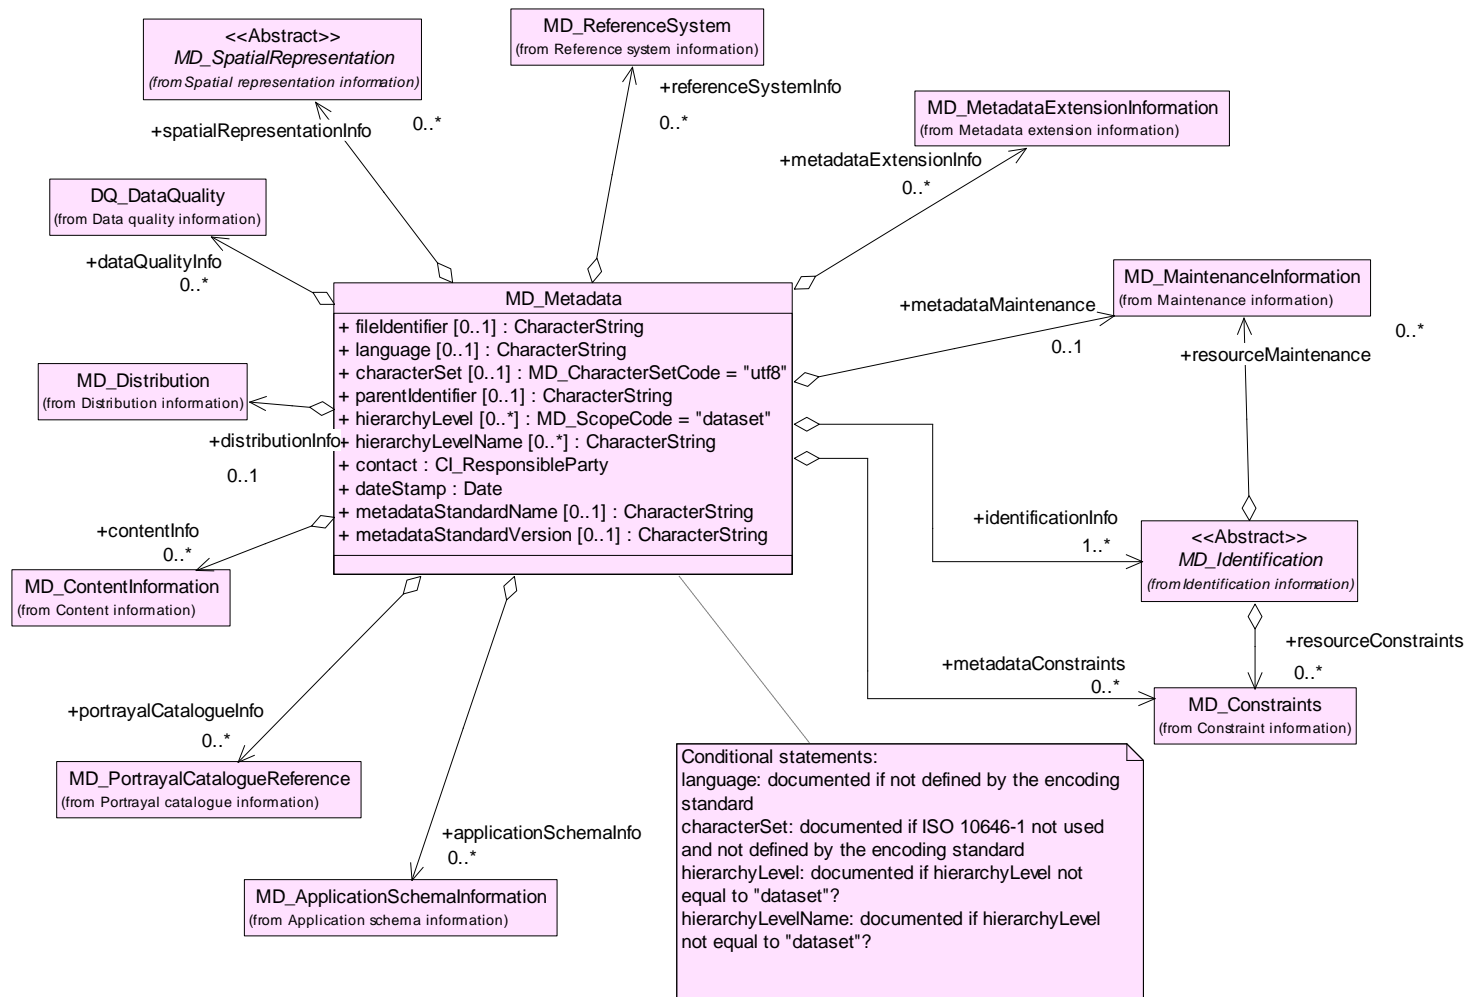 <<Abstract>>
MD_SpatialRepresentation
(from Spatial representation information)
MD_ReferenceSystem
(from Reference system information)
+referenceSystemInfo
0..*
+spatialRepresentationInfo
0..*
MD_MetadataExtensionInformation
(from Metadata extension information)
+metadataExtensionInfo
0..*
DQ_DataQuality
(from Data quality information)
+dataQualityInfo
0..*
MD_MaintenanceInformation
(from Maintenance information)
+metadataMaintenance
0..1
0..*
+resourceMaintenance
MD_Metadata
+ fileIdentifier [0..1] : CharacterString
+ language [0..1] : CharacterString
+ characterSet [0..1] : MD_CharacterSetCode = "utf8"
+ parentIdentifier [0..1] : CharacterString
+ hierarchyLevel [0..*] : MD_ScopeCode = "dataset"
+ hierarchyLevelName [0..*] : CharacterString
+ contact : CI_ResponsibleParty
+ dateStamp : Date
+ metadataStandardName [0..1] : CharacterString
+ metadataStandardVersion [0..1] : CharacterString
MD_Distribution
(from Distribution information)
+distributionInfo
0..1
+contentInfo
0..*
MD_ContentInformation
(from Content information)
+identificationInfo
1..*
<<Abstract>>
MD_Identification
(from Identification information)
+resourceConstraints
0..*
+metadataConstraints
0..*
MD_Constraints
(from Constraint information)
+portrayalCatalogueInfo
0..*
MD_PortrayalCatalogueReference
(from Portrayal catalogue information)
+applicationSchemaInfo
0..*
MD_ApplicationSchemaInformation
(from Application schema information)
Conditional statements:
language: documented if not defined by the encoding
standard
characterSet: documented if ISO 10646-1 not used
and not defined by the encoding standard
hierarchyLevel: documented if hierarchyLevel not
equal to "dataset"?
hierarchyLevelName: documented if hierarchyLevel
not equal to "dataset"?